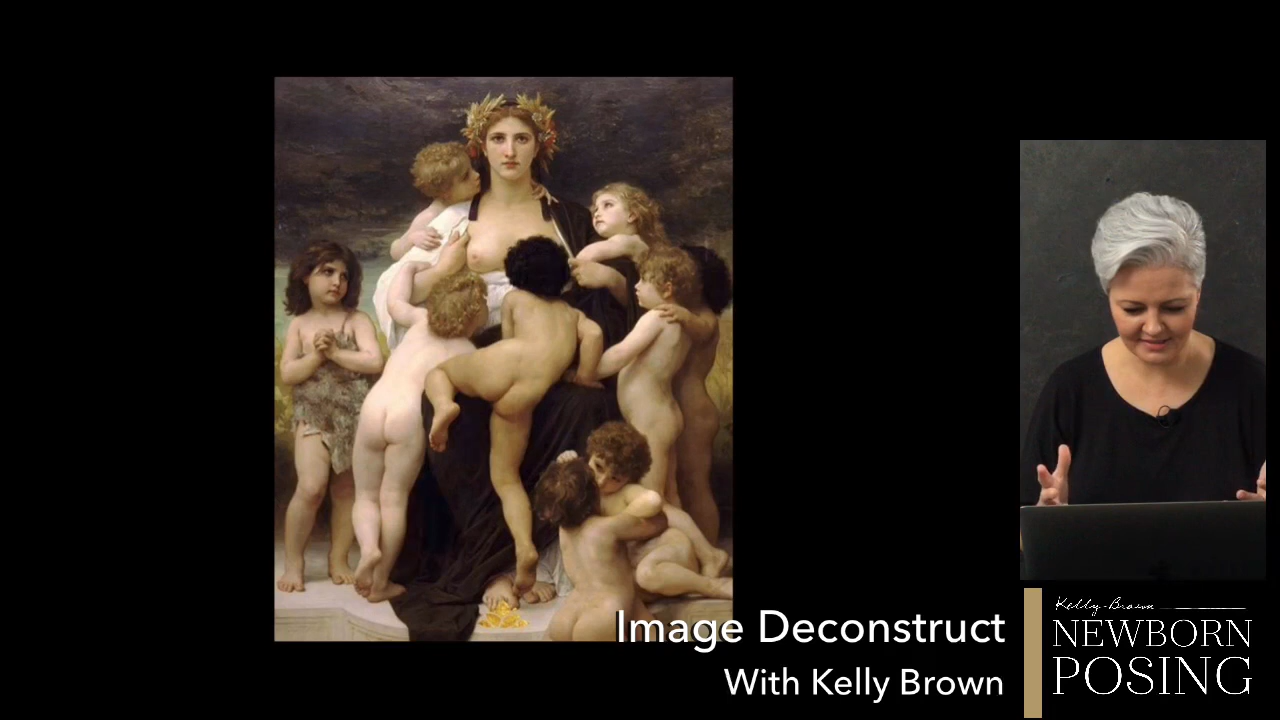 Image Deconstruct
With Kelly Brown
Kelly Brown
NEWBORN
POSING